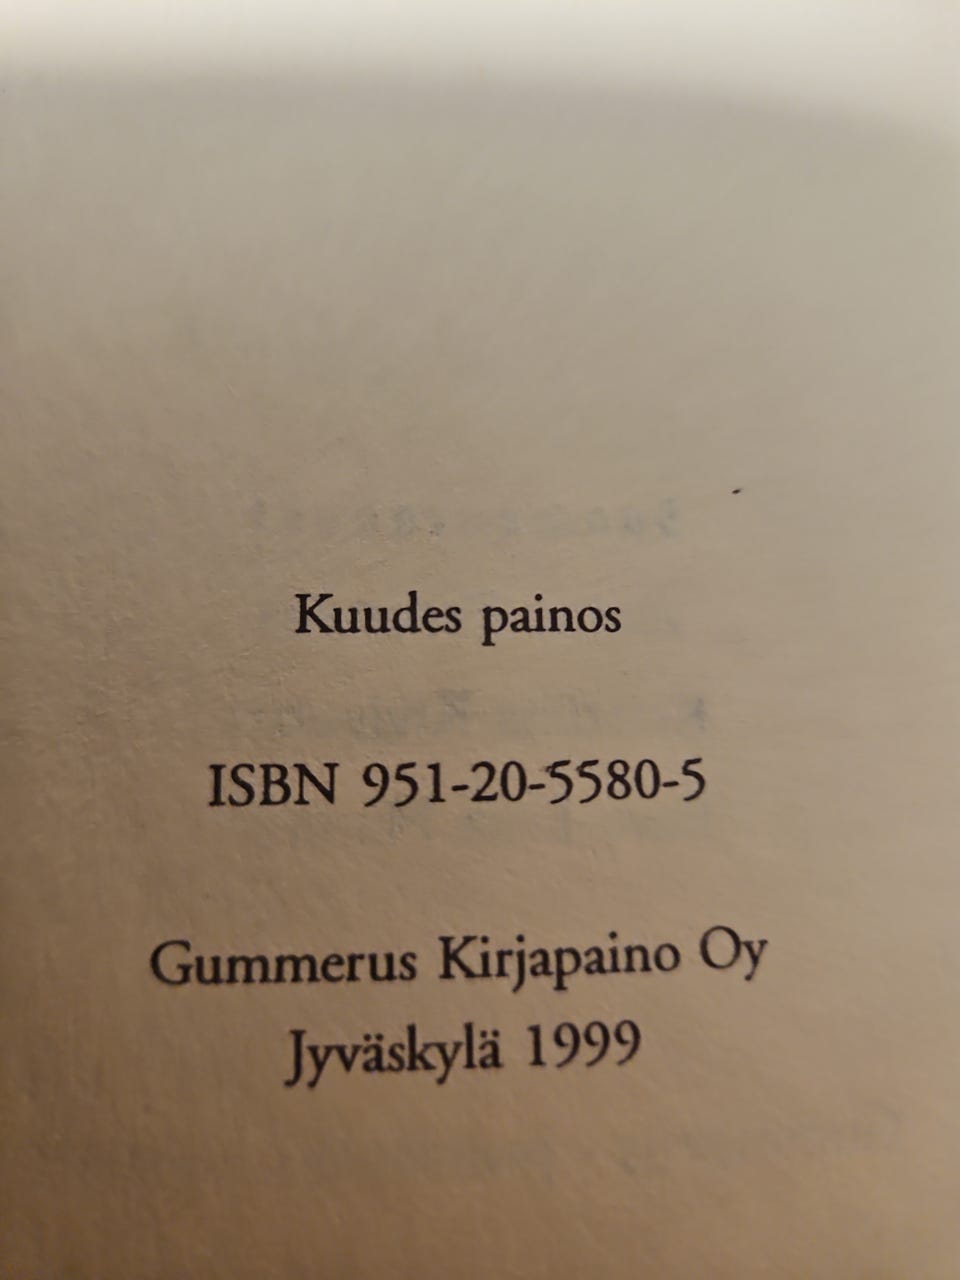 Kuudes painos
ISBN 951-20-5580-5
Gummerus Kirjapaino Oy
Jyväskylä 1999